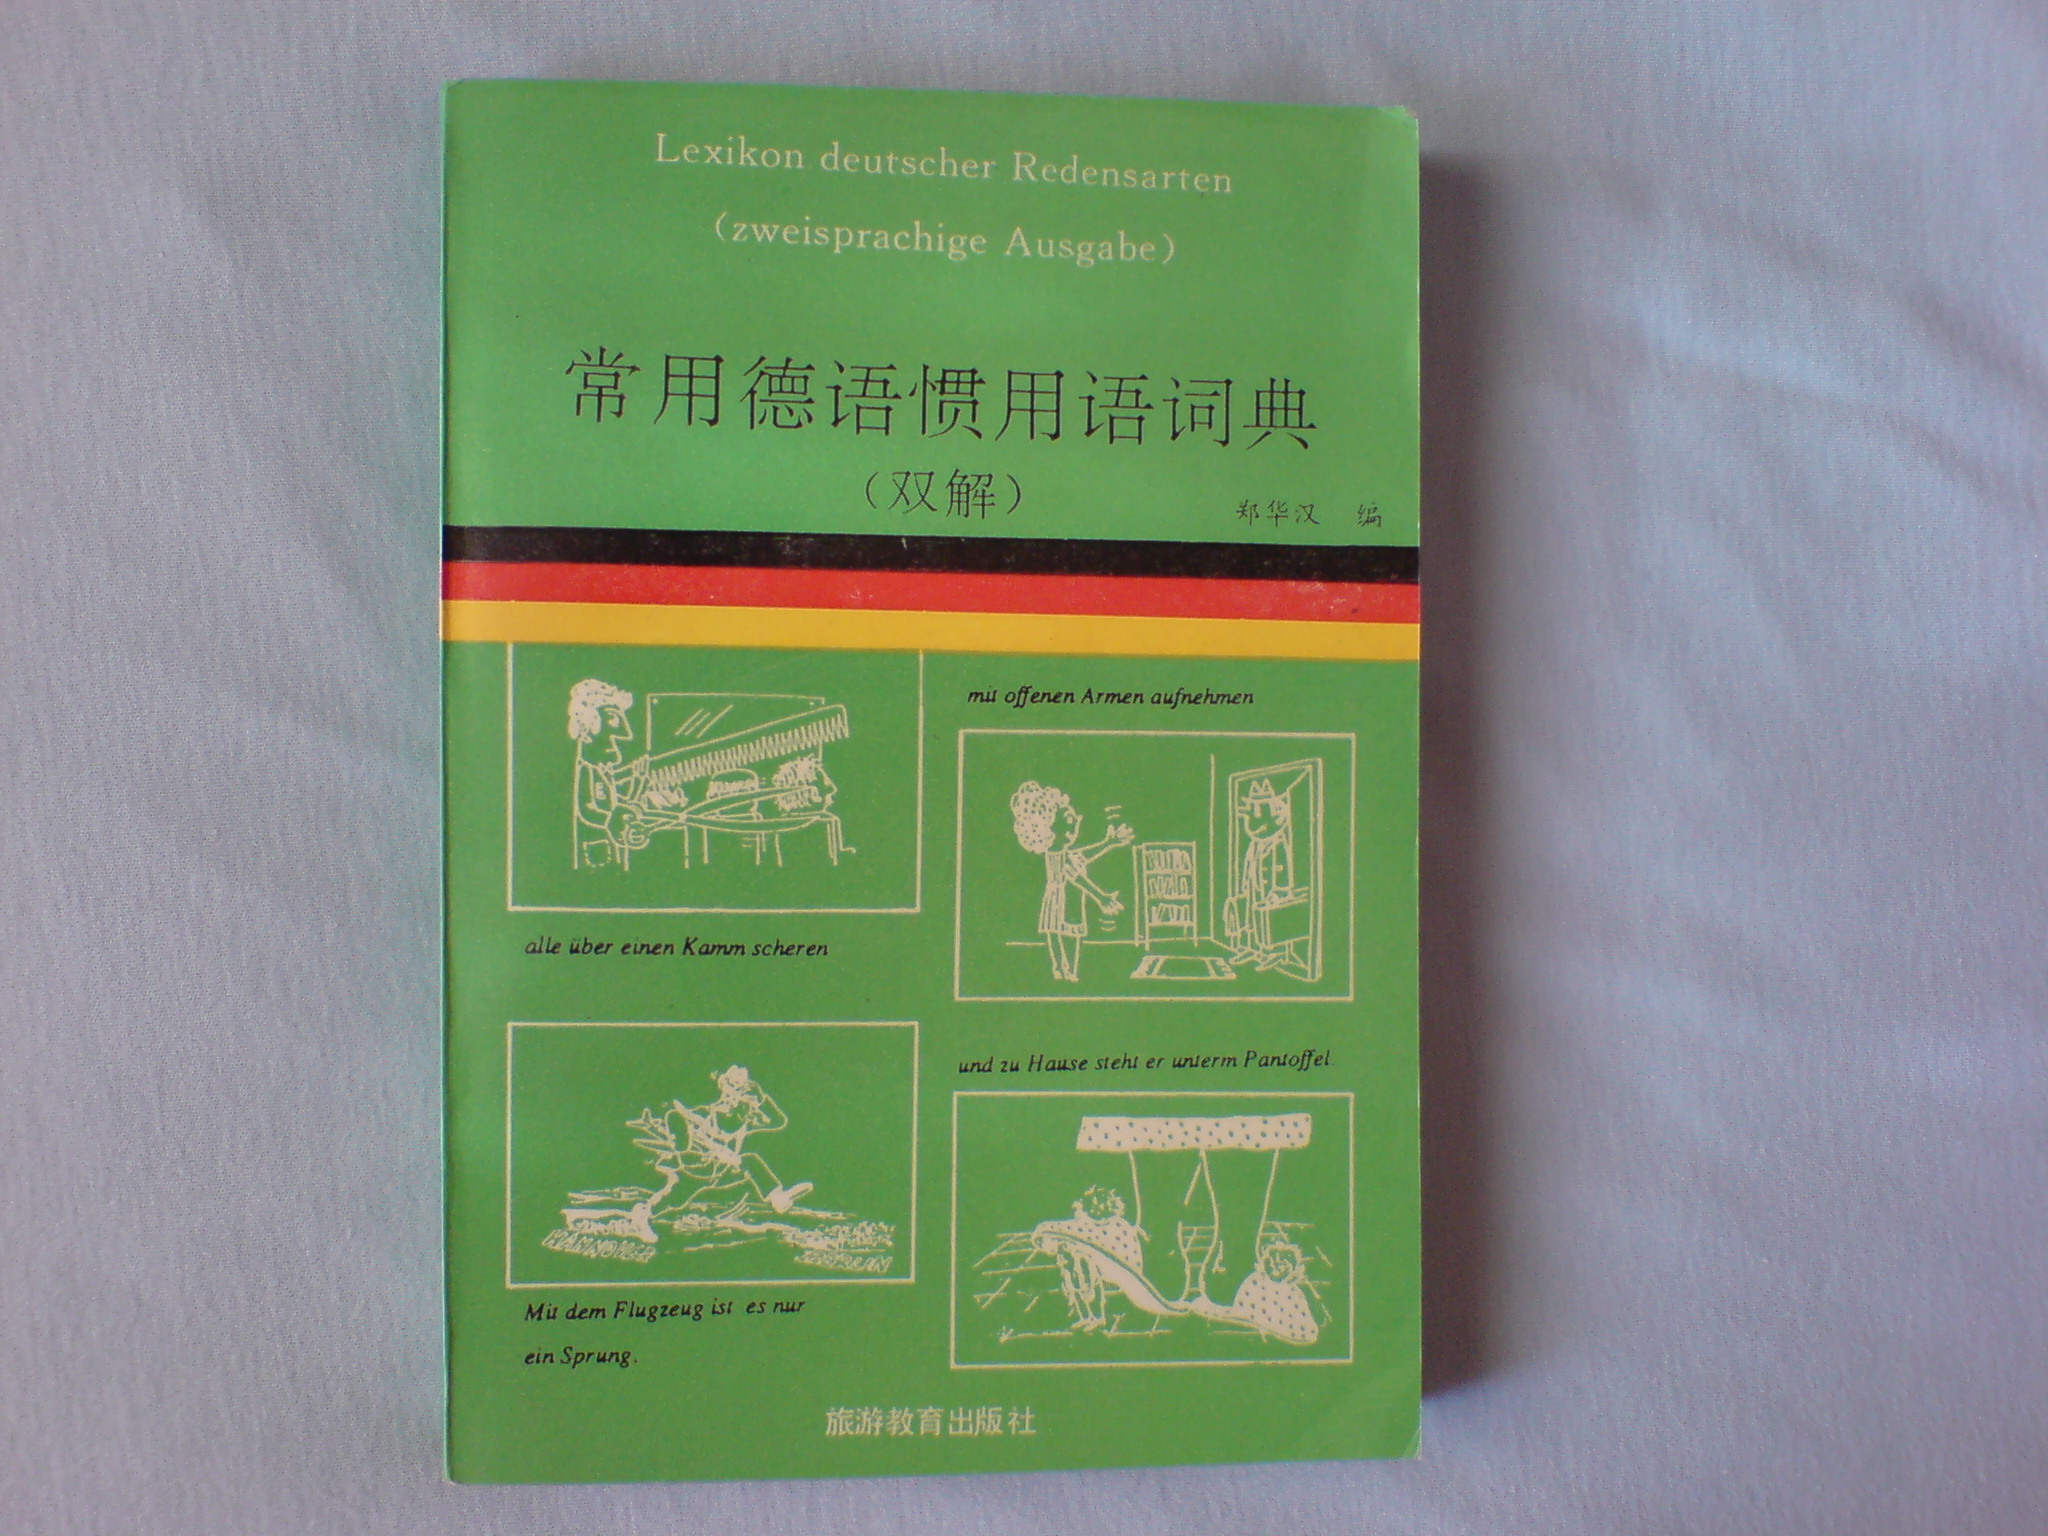 Lexikon deutscher Redensarten
(zweisprachige Ausgabe)
常用德语惯用语词典
(双解)
郑华汉 编
mit offenen Armen aufnehmen
alle über einen Kamm scheren
und zu Hause steht er unterm Pantoffel.
HANNOVER
BERLIN
Mit dem Flugzeug ist es nur
ein Sprung.
旅游教育出版社